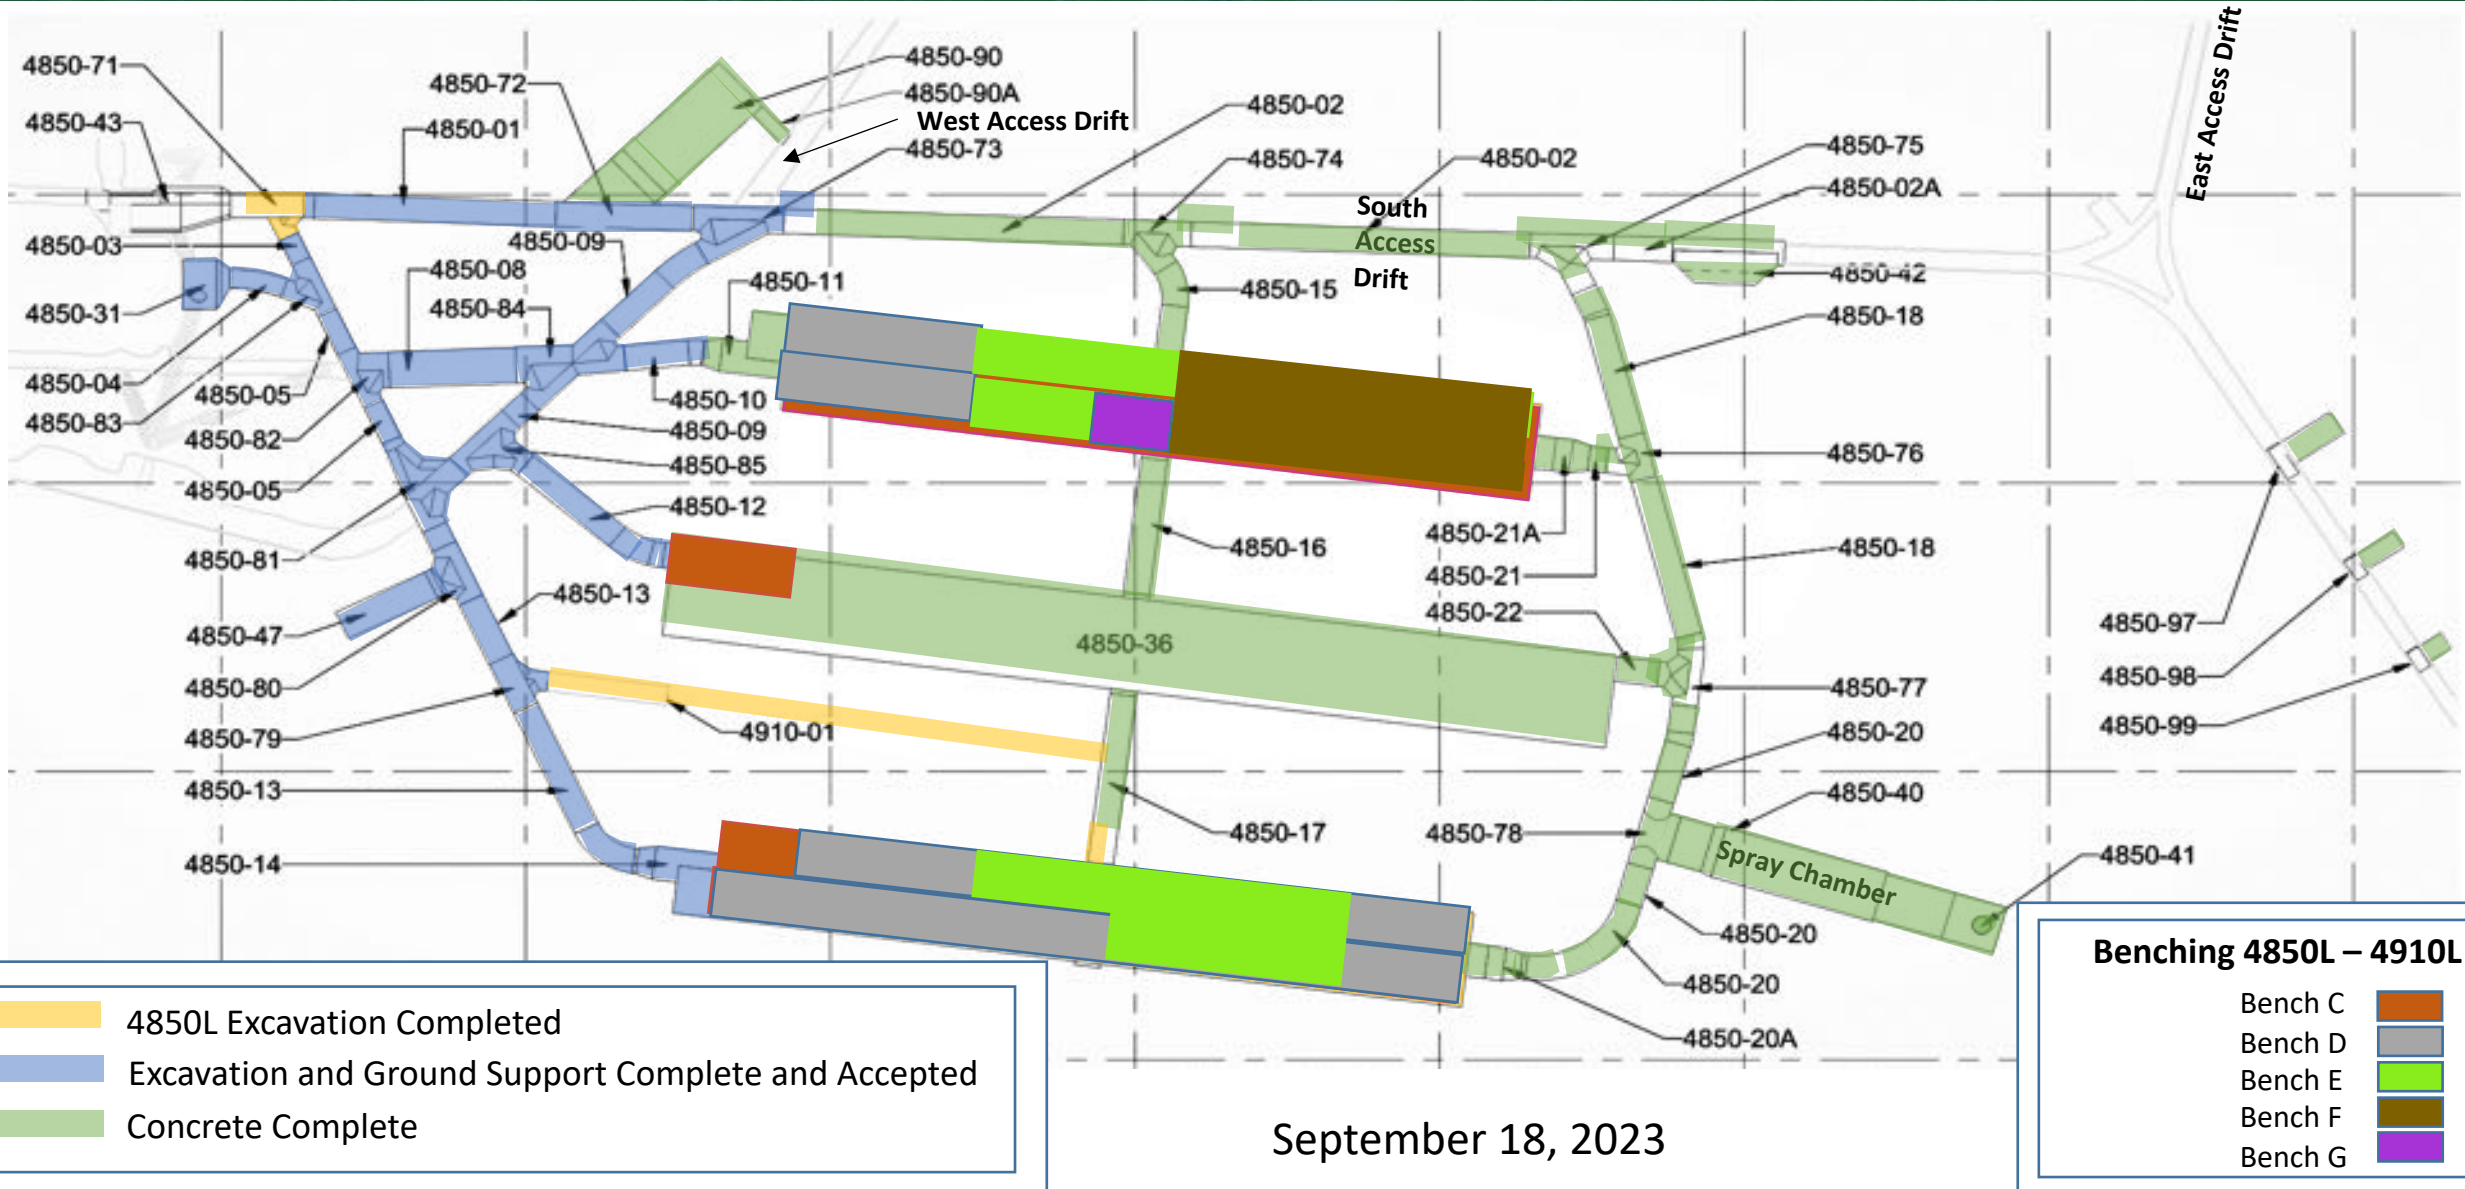 4850-71
4850-43
4850-72
4850-01
4850-90
4850-90A
West Access Drift
4850-73
4850-02
4850-74
4850-02
4850-75
4850-02A
East Access Drift
South
Access
Drift
4850-03
4850-09
4850-08
4850-84
4850-11
4850-15
4850-42
4850-31
4850-18
4850-04
4850-05
4850-83
4850-82
4850-10
4850-09
4850-85
4850-76
4850-05
4850-12
4850-21A
4850-16
4850-18
4850-81
4850-21
4850-13
4850-22
4850-97
4850-47
4850-36
4850-98
4850-80
4850-77
4850-99
4850-79
4910-01
4850-20
4850-13
4850-40
4850-17
4850-78
4850-14
Spray Chamber
4850-41
4850-20
4850-20
4850-20A
4850L Excavation Completed
Excavation and Ground Support Complete and Accepted
Concrete Complete
September 18, 2023
Benching 4850L – 4910L
Bench C
Bench D
Bench E
Bench F
Bench G